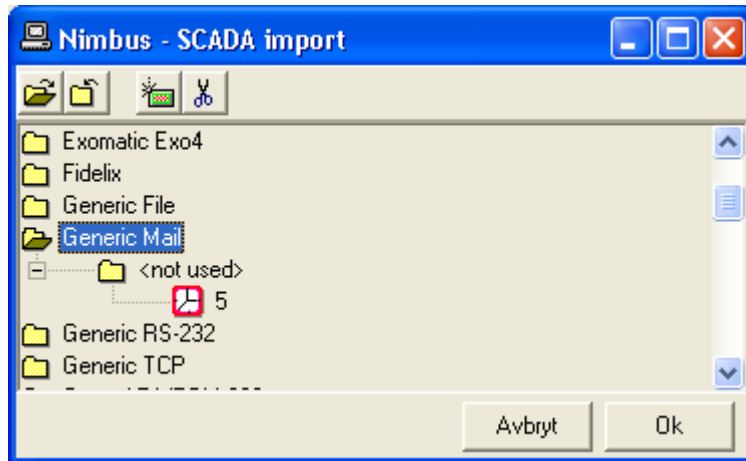 Nimbus - SCADA import
Exomatic Exo4
Fidelix
Generic File
Generic Mail
<not used>
5
Generic RS-232
Generic TCP
Avbryt
Ok